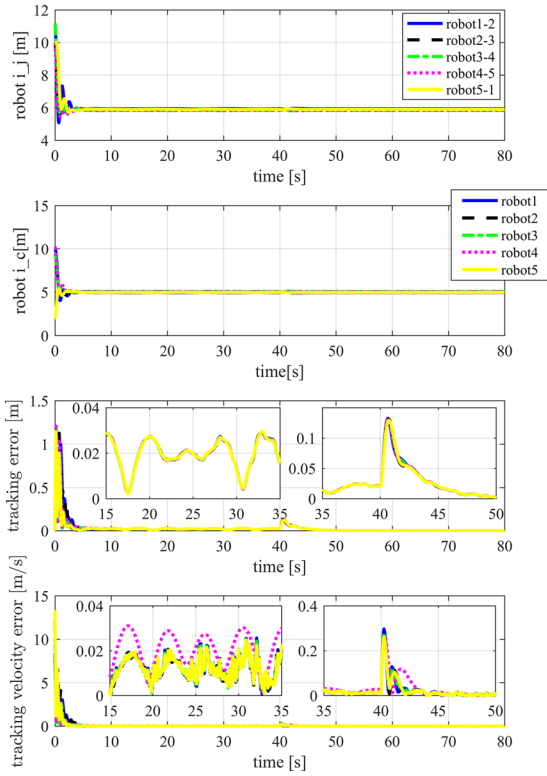 12
10
8
6
4
robot i_j [m]
robot1-2
robot2-3
robot3-4
robot4-5
robot5-1
0 10 20 30 40 50 60 70 80
time [s]
15
10
5
0
robot i_c[m]
robot1
robot2
robot3
robot4
robot5
0 10 20 30 40 50 60 70 80
time[s]
1.5
1
0.5
0
tracking error [m]
0.04
0.02
0
15 20 25 30 35
0.1
0
35 40 45 50
0 10 20 30 40 50 60 70 80
time [s]
15
10
5
0
tracking velocity error [m/s]
0.04
0.02
0
15 20 25 30 35
0.4
0.2
0
35 40 45 50
0 10 20 30 40 50 60 70 80
time [s]